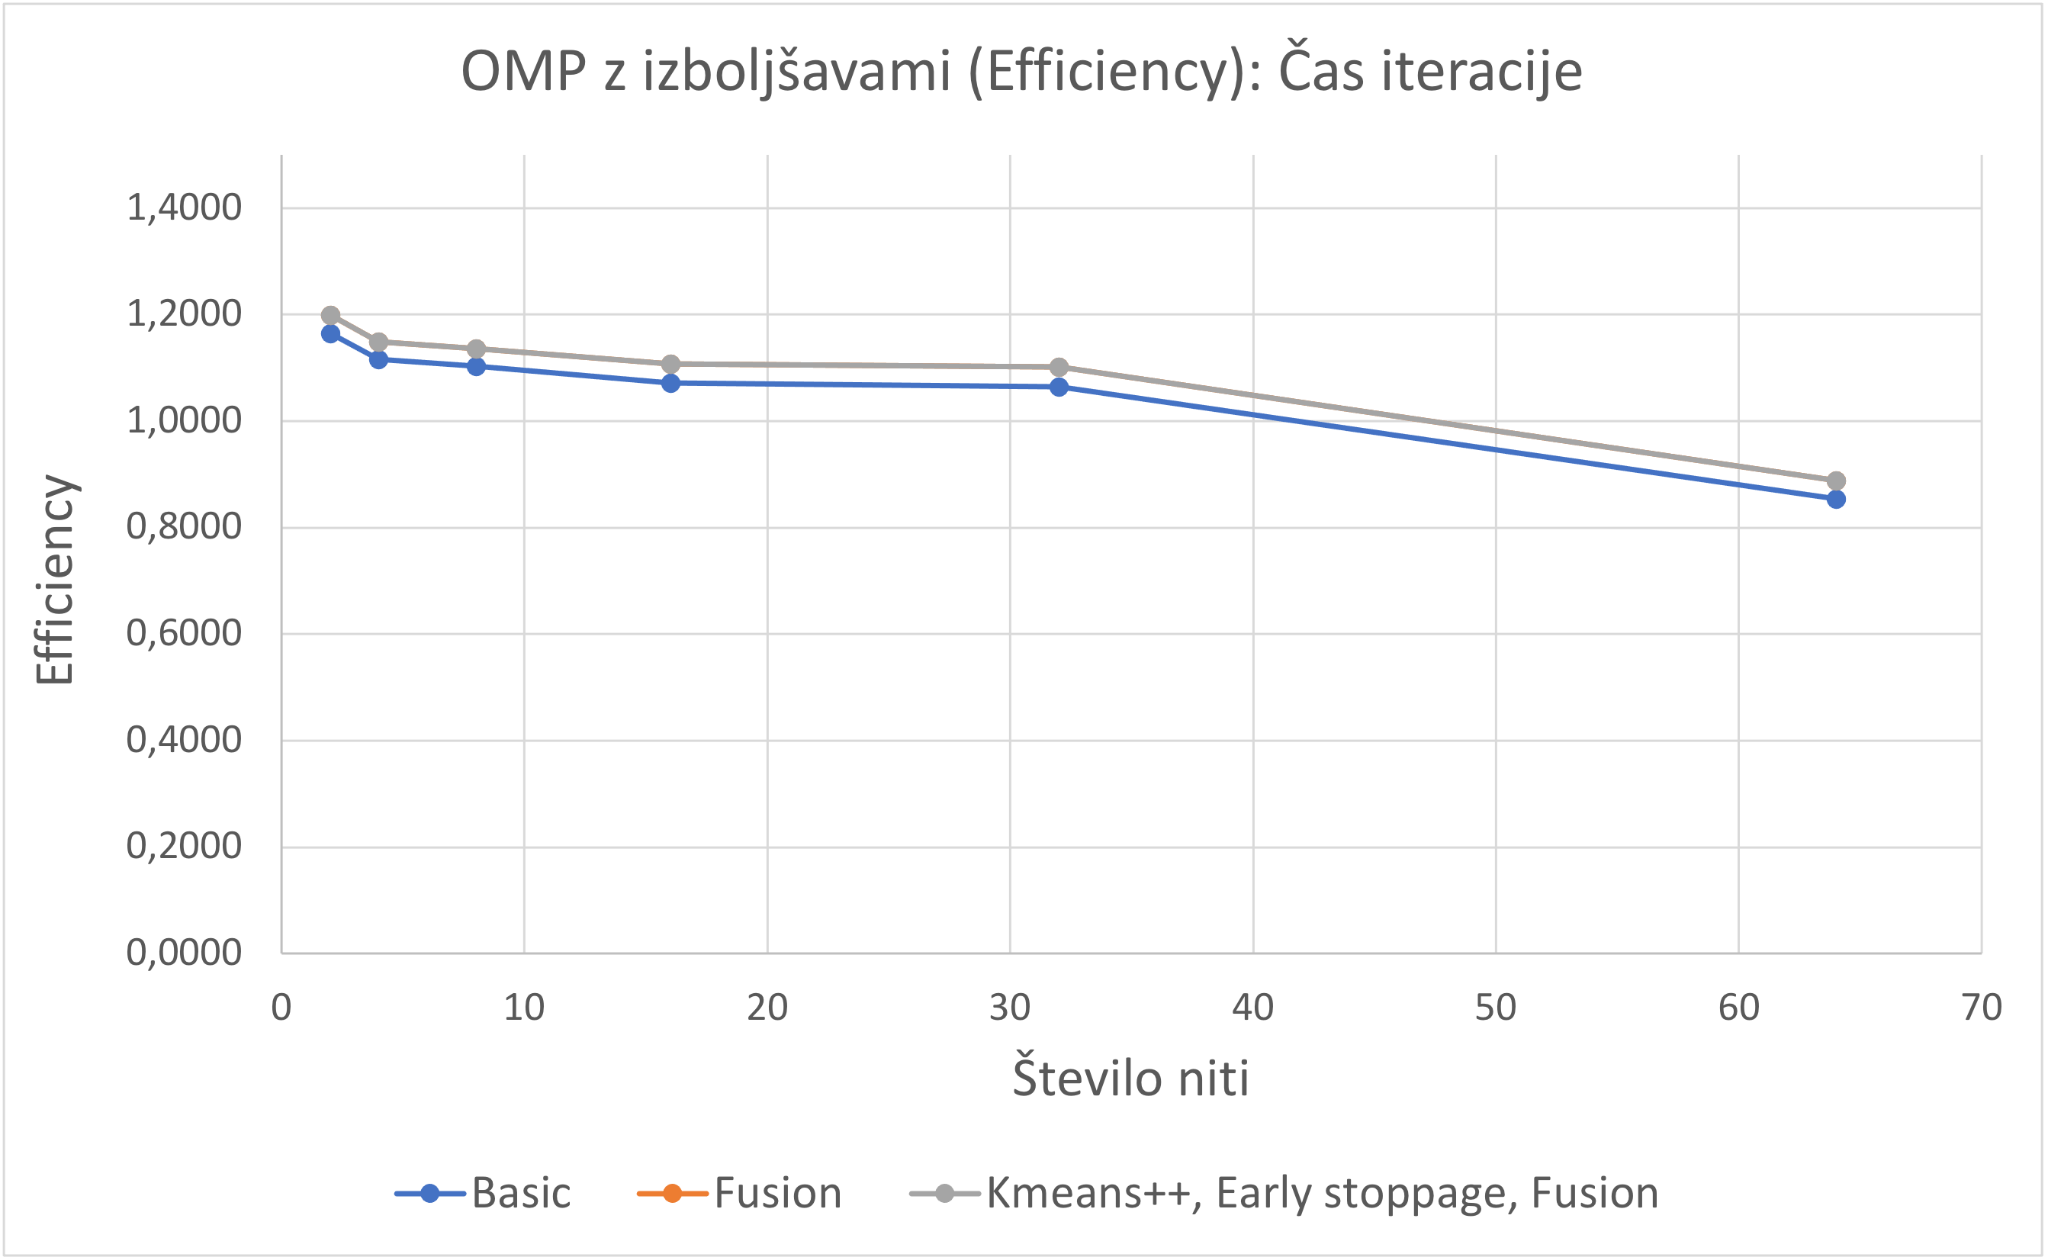 OMP z izboljšavami (Efficiency): Čas iteracije
1,4000
1,2000
1,0000
0,8000
0,6000
0,4000
0,2000
0,0000
Efficiency
0 10 20 30 40 50 60 70
Število niti
Basic Fusion Kmeans++, Early stoppage, Fusion